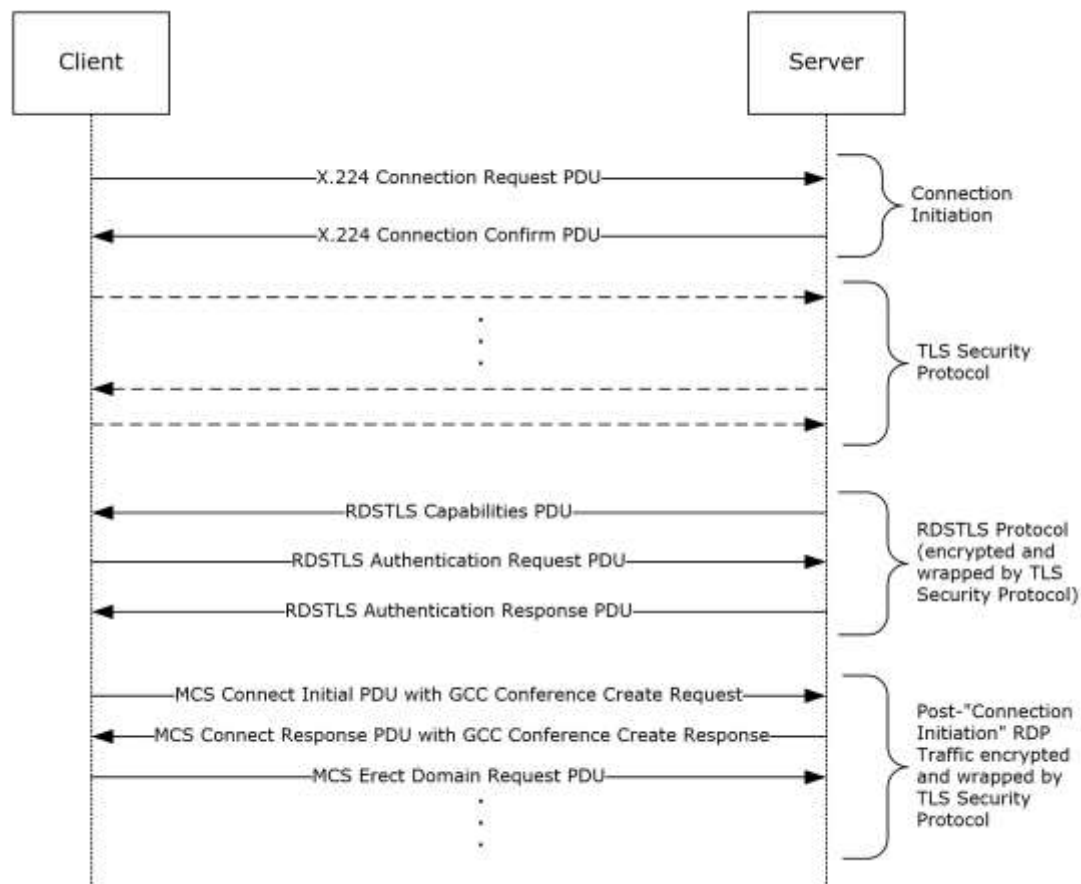 Client
Server
X.224 Connection Request PDU
Connection
Initiation
X.224 Connection Confirm PDU
TLS Security
Protocol
RDSTLS Capabilities PDU
RDSTLS Authentication Request PDU
RDSTLS Authentication Response PDU
RDSTLS Protocol
(encrypted and
wrapped by TLS
Security Protocol)
MCS Connect Initial PDU with GCC Conference Create Request
MCS Connect Response PDU with GCC Conference Create Response
MCS Erect Domain Request PDU
Post-"Connection
Initiation" RDP
Traffic encrypted
and wrapped by
TLS Security
Protocol